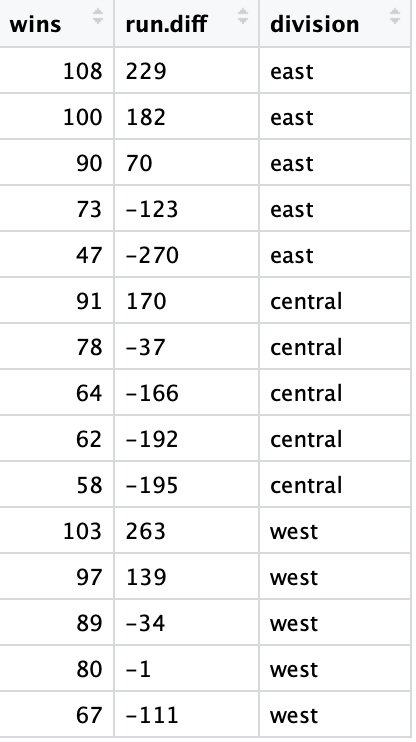 wins run.diff division
108 229 east
100 182 east
90 70 east
73 -123 east
47 -270 east
91 170 central
78 -37 central
64 -166 central
62 -192 central
58 -195 central
103 263 west
97 139 west
89 -34 west
80 -1 west
67 -111 west